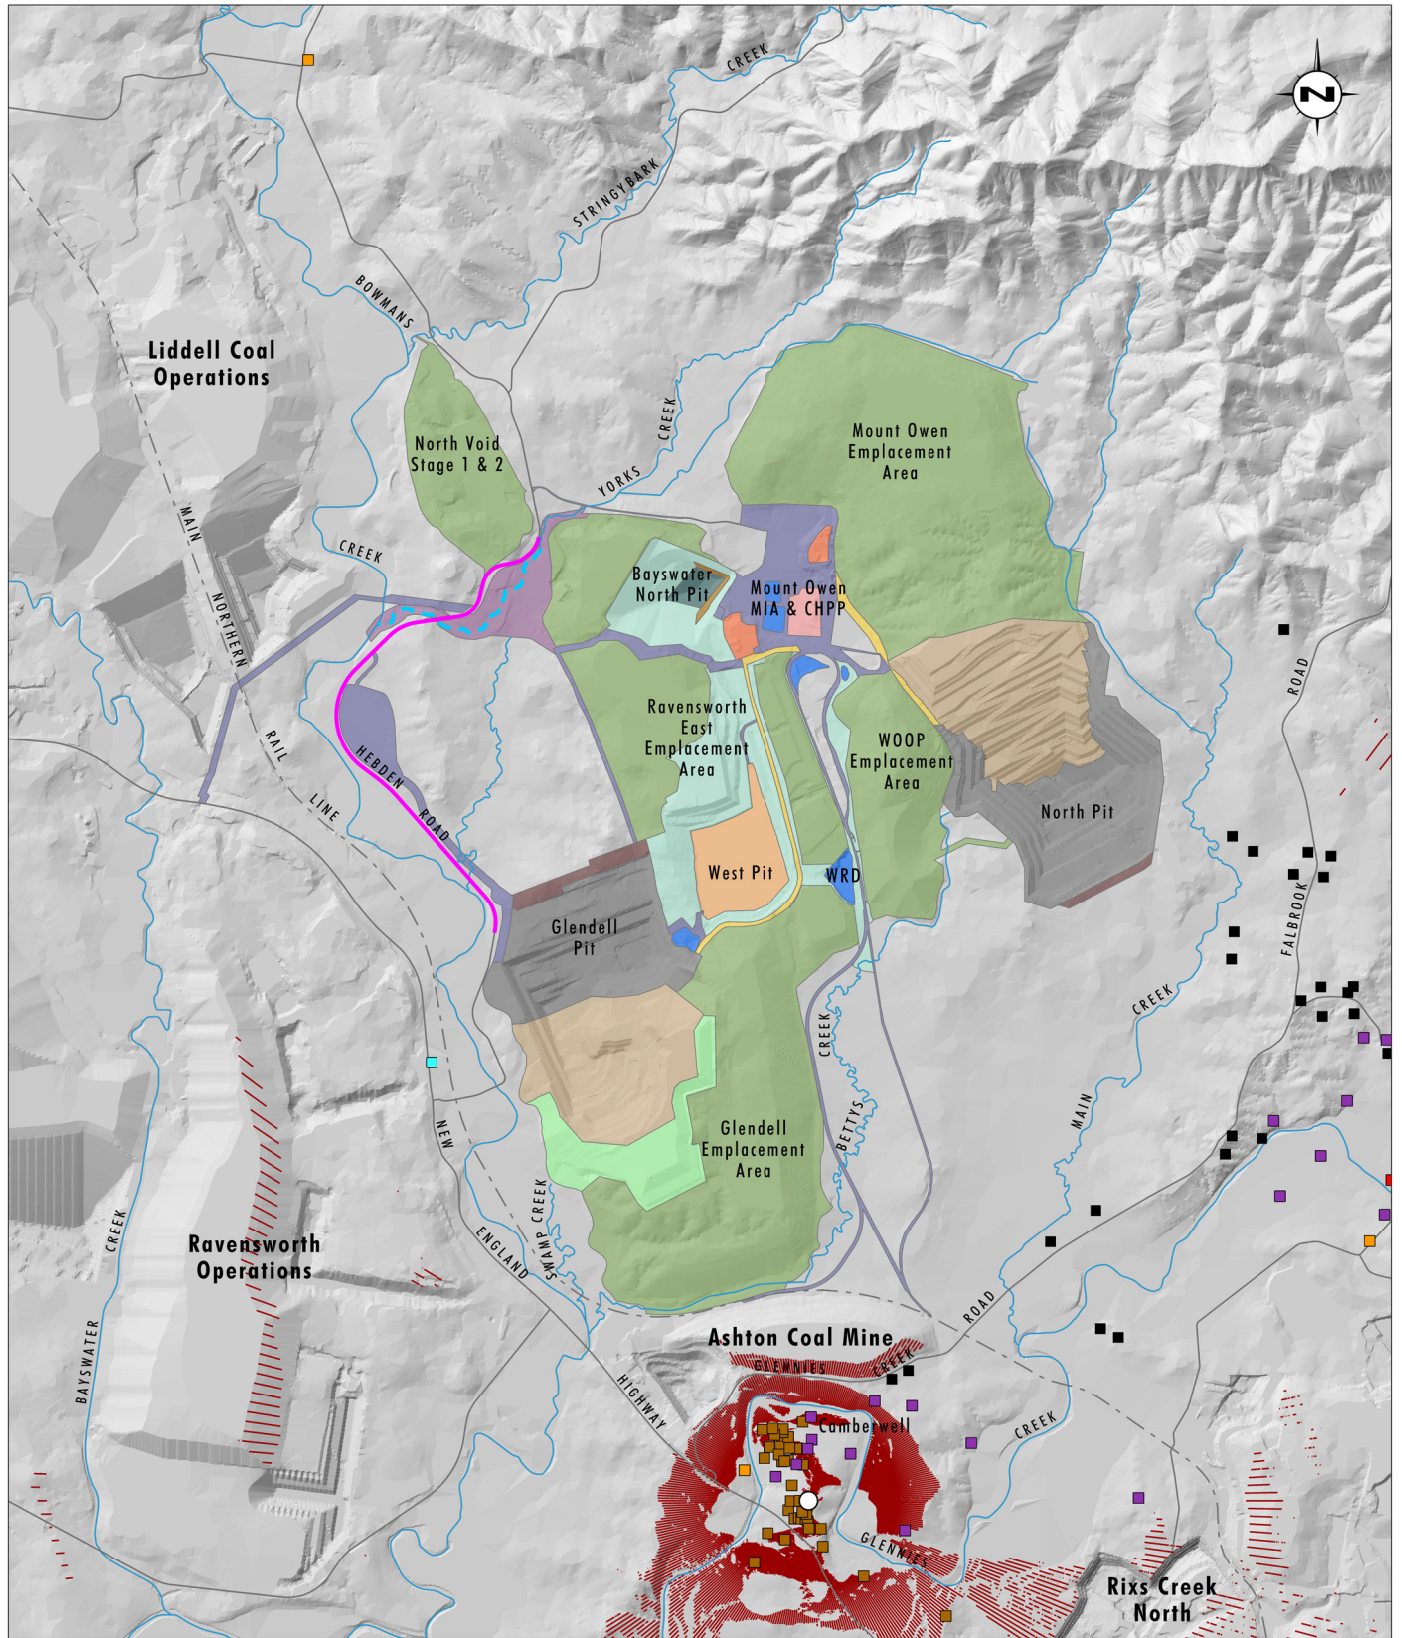 N
CREEK
STRINGYBARK
BOWMANS
Liddell Coal
Operations
CREEK
YORKS
North Void
Stage 1 & 2
Mount Owen
Emplacement
Area
MAIN
NORTHERN
RAIL
LINE
CREEK
Bayswater
North Pit
Mount Owen
MIA & CHPP
ROAD
FALBROOK
Ravensworth
East
Emplacement
Area
WOOP
Emplacement
Area
HEBDEN
ROAD
North Pit
West Pit
WRD
Glendell
Pit
CREEK
BETTYS
CREEK
MAIN
NEW
ENGLAND
HIGHWAY
Glendell
Emplacement
Area
SWAMP CREEK
CREEK
BAYSWATER
Ravensworth
Operations
ROAD
Ashton Coal Mine
GLENNIES
CREEK
Camberwell
CREEK
GLENNIES
Rixs Creek
North